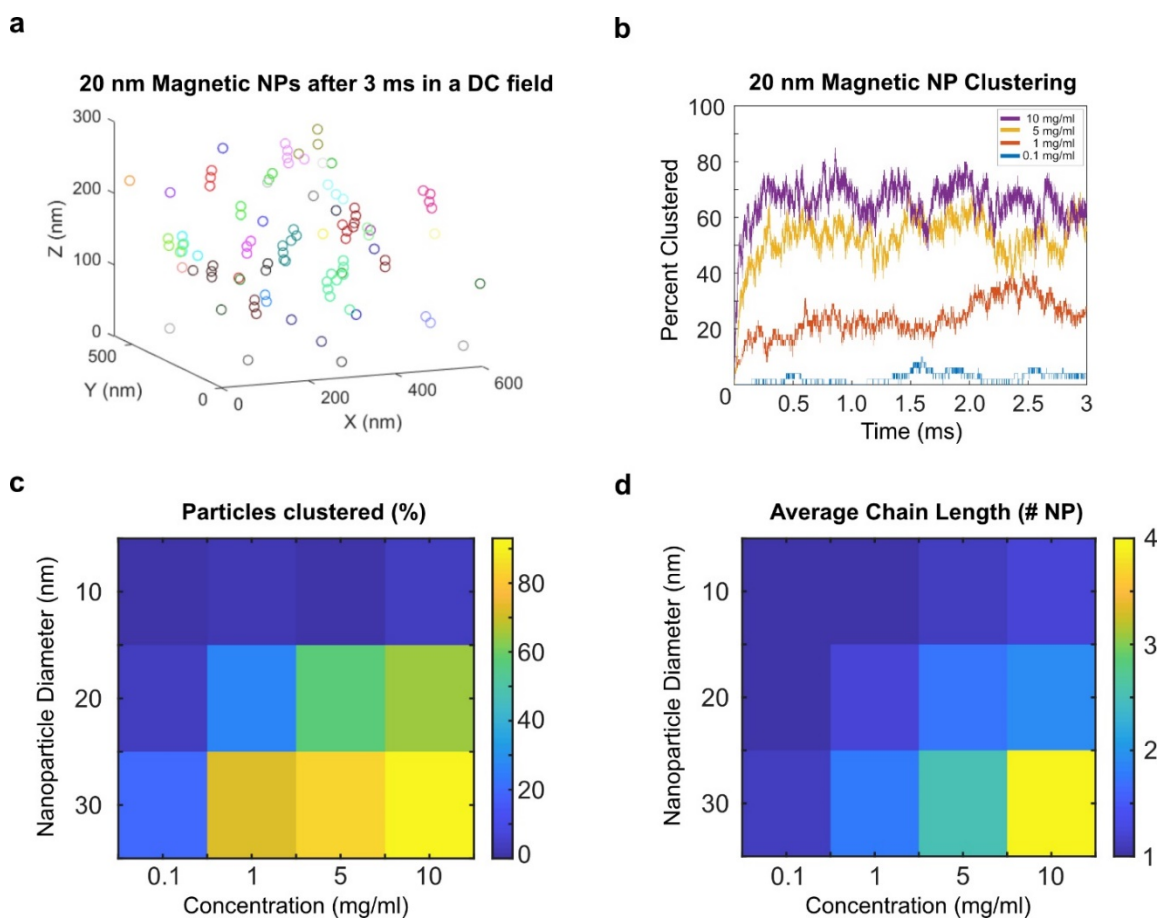 a
20 nm Magnetic NPs after 3 ms in a DC field
300
200
100
0
Z (nm)
500
0
Y (nm)
0
200
400
600
X (nm)
b
20 nm Magnetic NP Clustering
100
80
60
40
20
0
Percent Clustered
10 mg/ml
5 mg/ml
1 mg/ml
0.1 mg/ml
0.5
1.0
1.5
2.0
2.5
3
Time (ms)
c
Particles clustered (%)
Nanoparticle Diameter (nm)
10
20
30
0.1
1
5
10
Concentration (mg/ml)
80
60
40
20
0
d
Average Chain Length (# NP)
Nanoparticle Diameter (nm)
10
20
30
0.1
1
5
10
Concentration (mg/ml)
4
3
2
1